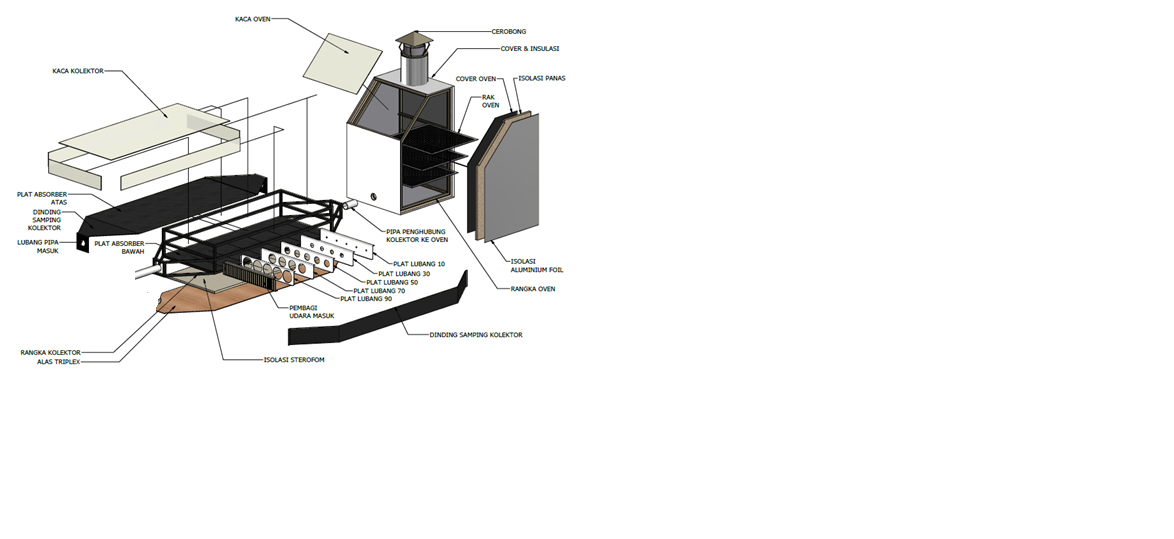 KACA OVEN
CEROBONG
COVER & INSULASI
KACA KOLEKTOR
COVER OVEN
ISOLASI PANAS
RAK
OVEN
PLAT ABSORBER
ATAS
DINDING
SAMPING
KOLEKTOR
LUBANG PIPA
MASUK
PLAT ABSORBER
BAWAH
PIPA PENGHUBUNG
KOLEKTOR KE OVEN
PLAT LUBANG 10
PLAT LUBANG 30
PLAT LUBANG 50
PLAT LUBANG 70
PLAT LUBANG 90
ISOLASI
ALUMINIUM FOIL
RANGKA OVEN
PEMBAGI
UDARA MASUK
DINDING SAMPING KOLEKTOR
RANGKA KOLEKTOR
ALAS TRIPLEX
ISOLASI STEROFOM